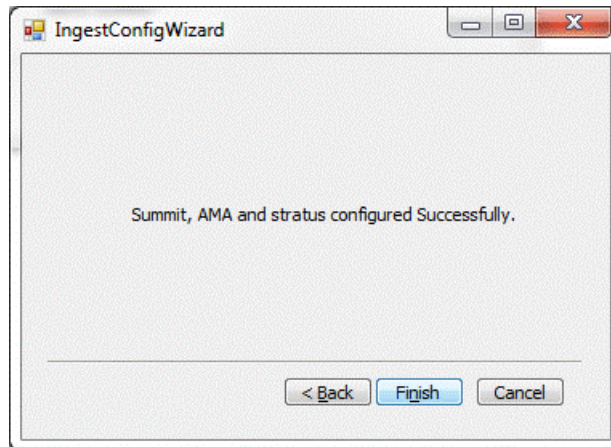 IngestConfigWizard
Summit, AMA and stratus configured Successfully.
< Back Finish Cancel